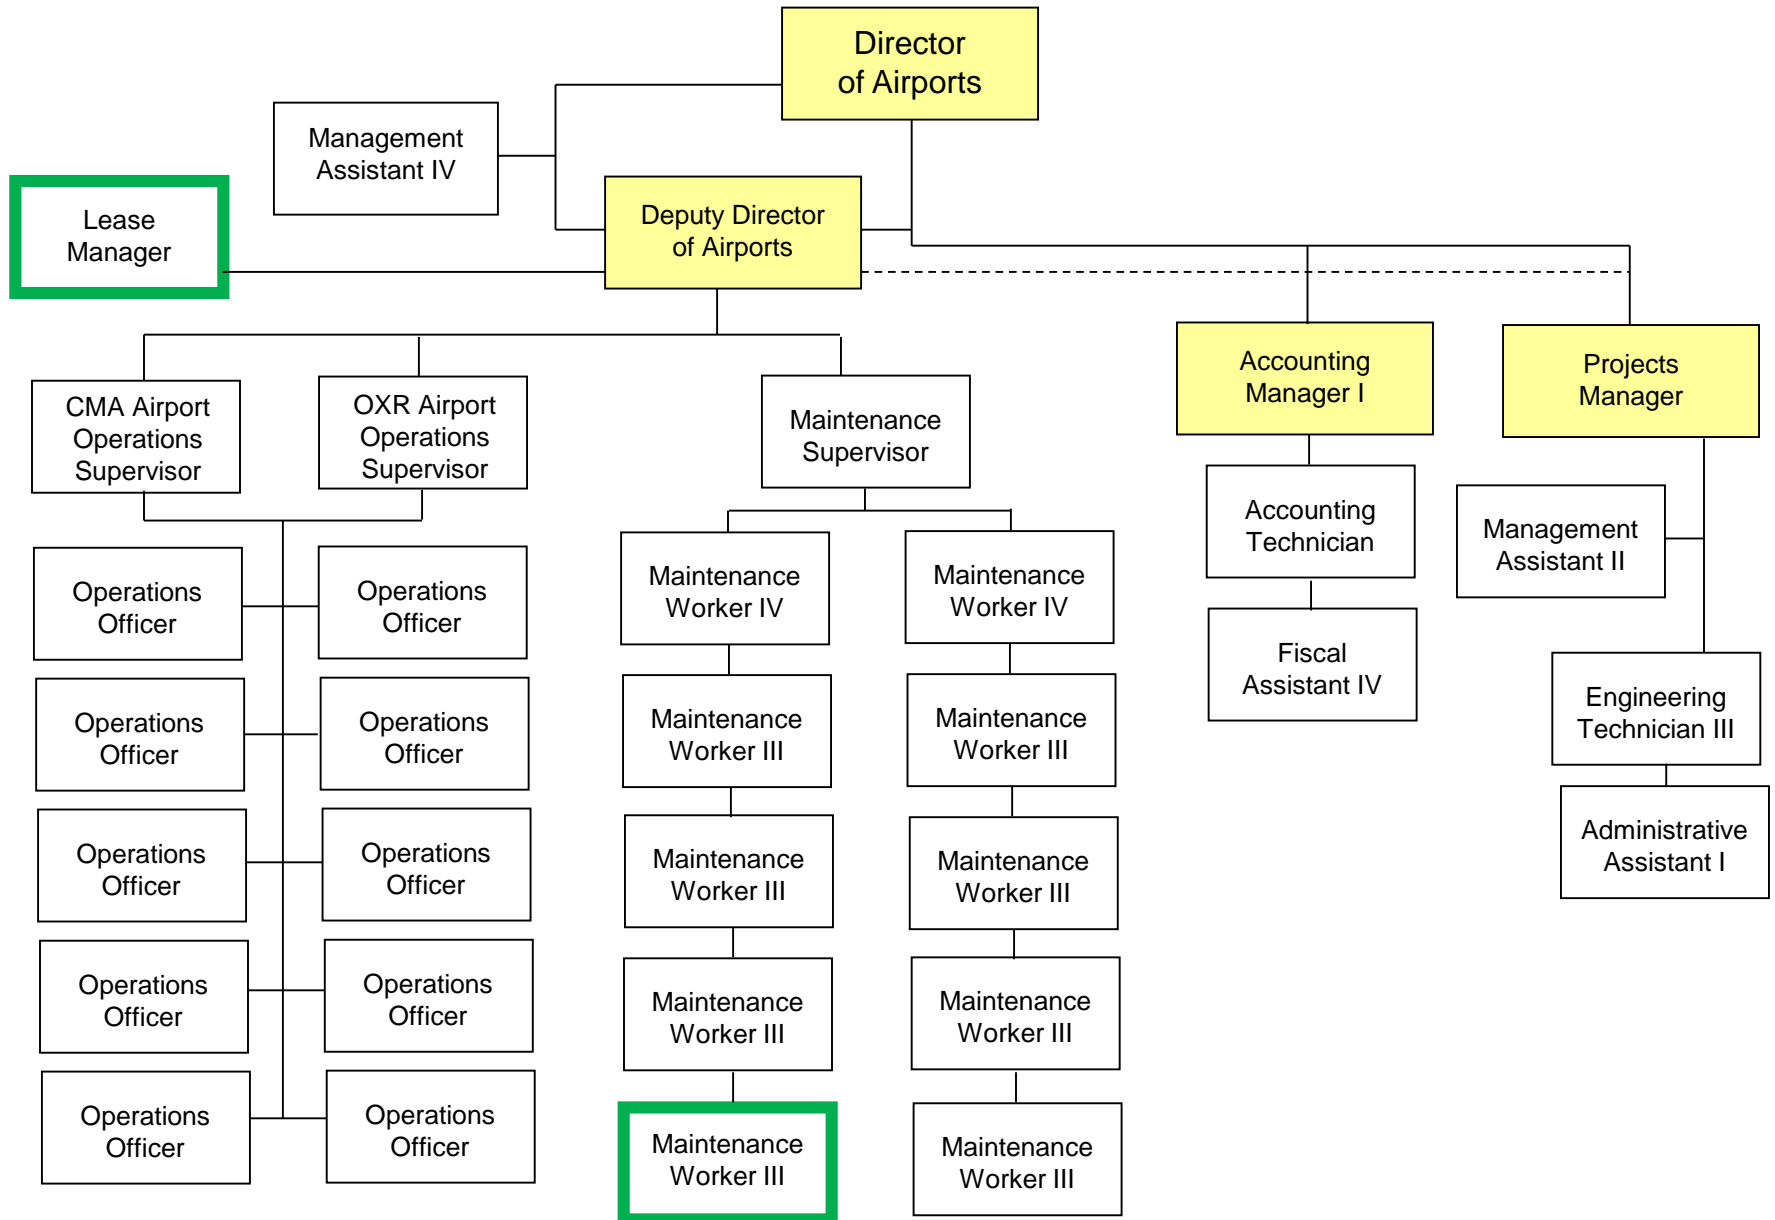 Director
of Airports
Management
Assistant IV
Lease
Manager
Deputy Director
of Airports
CMA Airport
Operations
Supervisor
OXR Airport
Operations
Supervisor
Maintenance
Supervisor
Accounting
Manager I
Projects
Manager
Accounting
Technician
Management
Assistant II
Fiscal
Assistant IV
Engineering
Technician III
Administrative
Assistant I
Operations
Officer
Operations
Officer
Operations
Officer
Operations
Officer
Operations
Officer
Operations
Officer
Operations
Officer
Operations
Officer
Operations
Officer
Operations
Officer
Maintenance
Worker IV
Maintenance
Worker IV
Maintenance
Worker III
Maintenance
Worker III
Maintenance
Worker III
Maintenance
Worker III
Maintenance
Worker III
Maintenance
Worker III
Maintenance
Worker III
Maintenance
Worker III